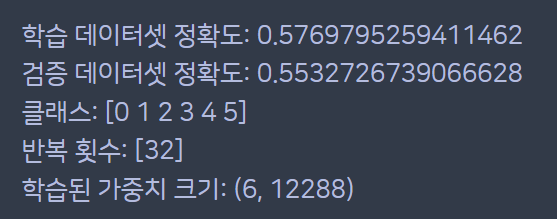 학습 데이터셋 정확도: 0.5769795259411462
검증 데이터셋 정확도: 0.5532726739066628
클래스: [0 1 2 3 4 5]
반복 횟수: [32]
학습된 가중치 크기: (6, 12288)